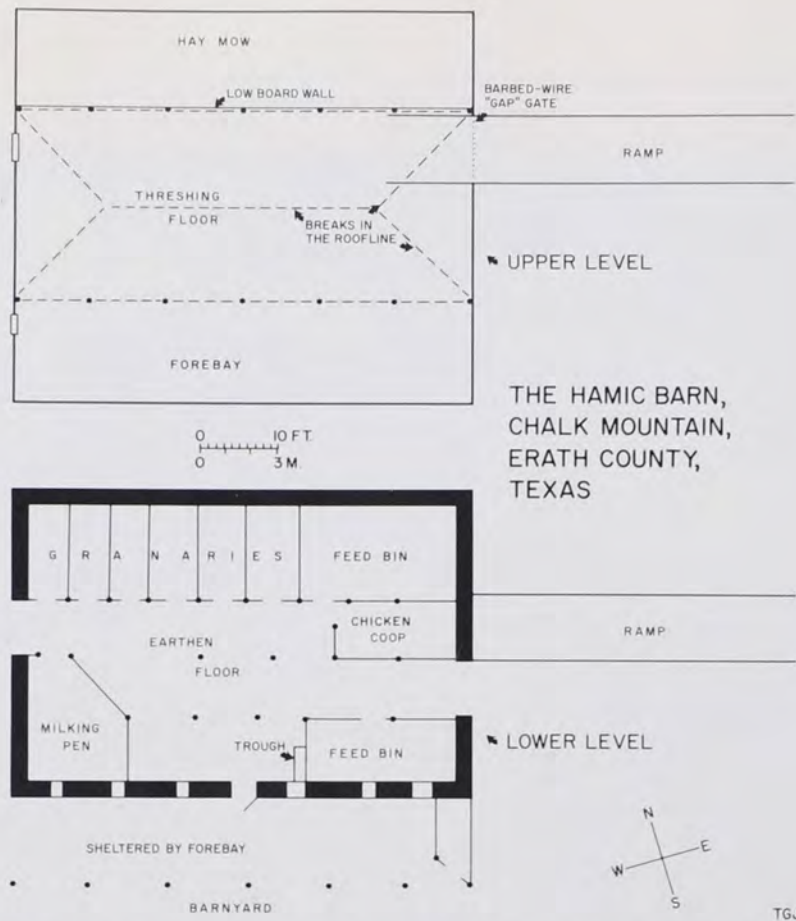 HAY MOW
LOW BOARD WALL
BARBED-WIRE
"GAP" GATE
RAMP
THRESHING
FLOOR
BREAKS IN
THE ROOFLINE
UPPER LEVEL
FOREBAY
THE HAMIC BARN,
CHALK MOUNTAIN,
ERATH COUNTY,
TEXAS
0 10 FT.
0 3 M.
GRANARIES
FEED BIN
CHICKEN
COOP
RAMP
EARTHEN
FLOOR
MILKING
PEN
TROUGH
FEED BIN
LOWER LEVEL
SHELTERED BY FOREBAY
BARNYARD
N
W E
S